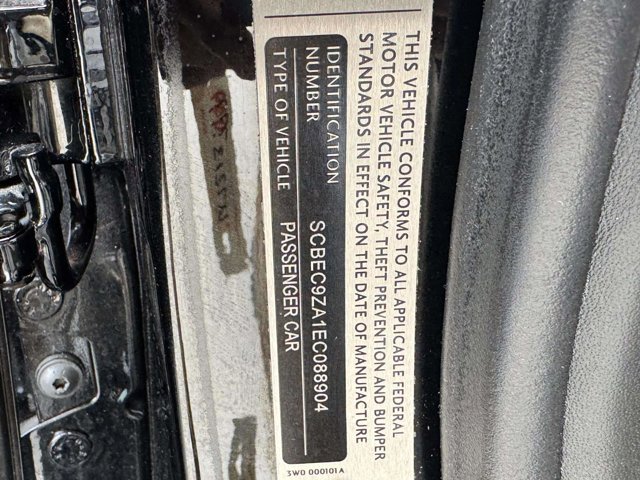 THIS VEHICLE CONFORMS TO ALL APPLICABLE FEDERAL
MOTOR VEHICLE SAFETY, THEFT PREVENTION AND BUMPER
STANDARDS IN EFFECT ON THE DATE OF MANUFACTURE
IDENTIFICATION
NUMBER SCBEC9ZA1EC088904
TYPE OF VEHICLE PASSENGER CAR
3W0 000101A